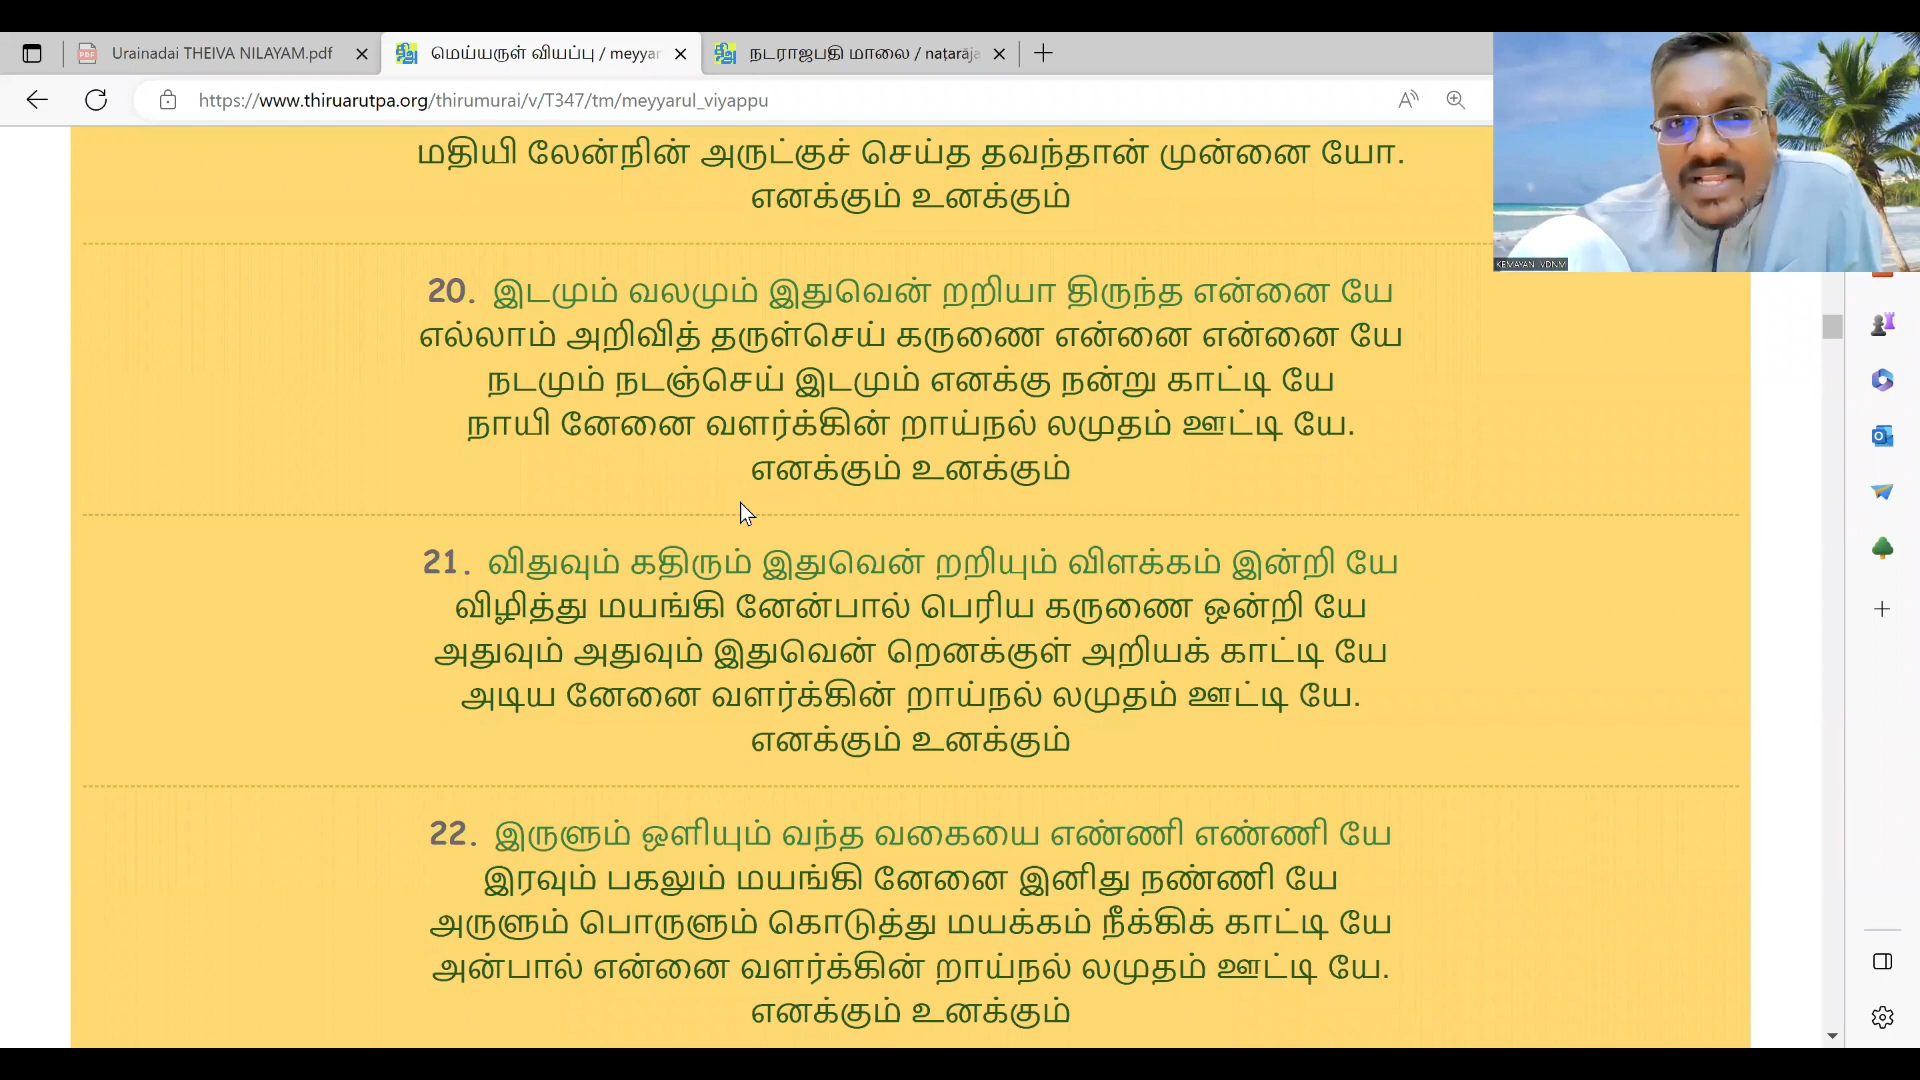 Urainadai THEIVA NILAYAM.pdf
மெய்யருள் வியப்பு / meyyar
நடராஜபதி மாலை / naṭarāja
https://www.thiruarutpa.org/thirumurai/v/T347/tm/meyyarul_viyappu
KEMAYAN_VDNM
மதியி லேன்நின் அருட்குச் செய்த தவந்தான் முன்னை யோ.
எனக்கும் உனக்கும்
20. இடமும் வலமும் இதுவென் றறியா திருந்த என்னை யே
எல்லாம் அறிவித் தருள்செய் கருணை என்னை என்னை யே
நடமும் நடஞ்செய் இடமும் எனக்கு நன்று காட்டி யே
நாயி னேனை வளர்க்கின் றாய்நல் லமுதம் ஊட்டி யே.
எனக்கும் உனக்கும்
21. விதுவும் கதிரும் இதுவென் றறியும் விளக்கம் இன்றி யே
விழித்து மயங்கி னேன்பால் பெரிய கருணை ஒன்றி யே
அதுவும் அதுவும் இதுவென் றெனக்குள் அறியக் காட்டி யே
அடிய னேனை வளர்க்கின் றாய்நல் லமுதம் ஊட்டி யே.
எனக்கும் உனக்கும்
22. இருளும் ஒளியும் வந்த வகையை எண்ணி எண்ணி யே
இரவும் பகலும் மயங்கி னேனை இனிது நண்ணி யே
அருளும் பொருளும் கொடுத்து மயக்கம் நீக்கிக் காட்டி யே
அன்பால் என்னை வளர்க்கின் றாய்நல் லமுதம் ஊட்டி யே.
எனக்கும் உனக்கும்